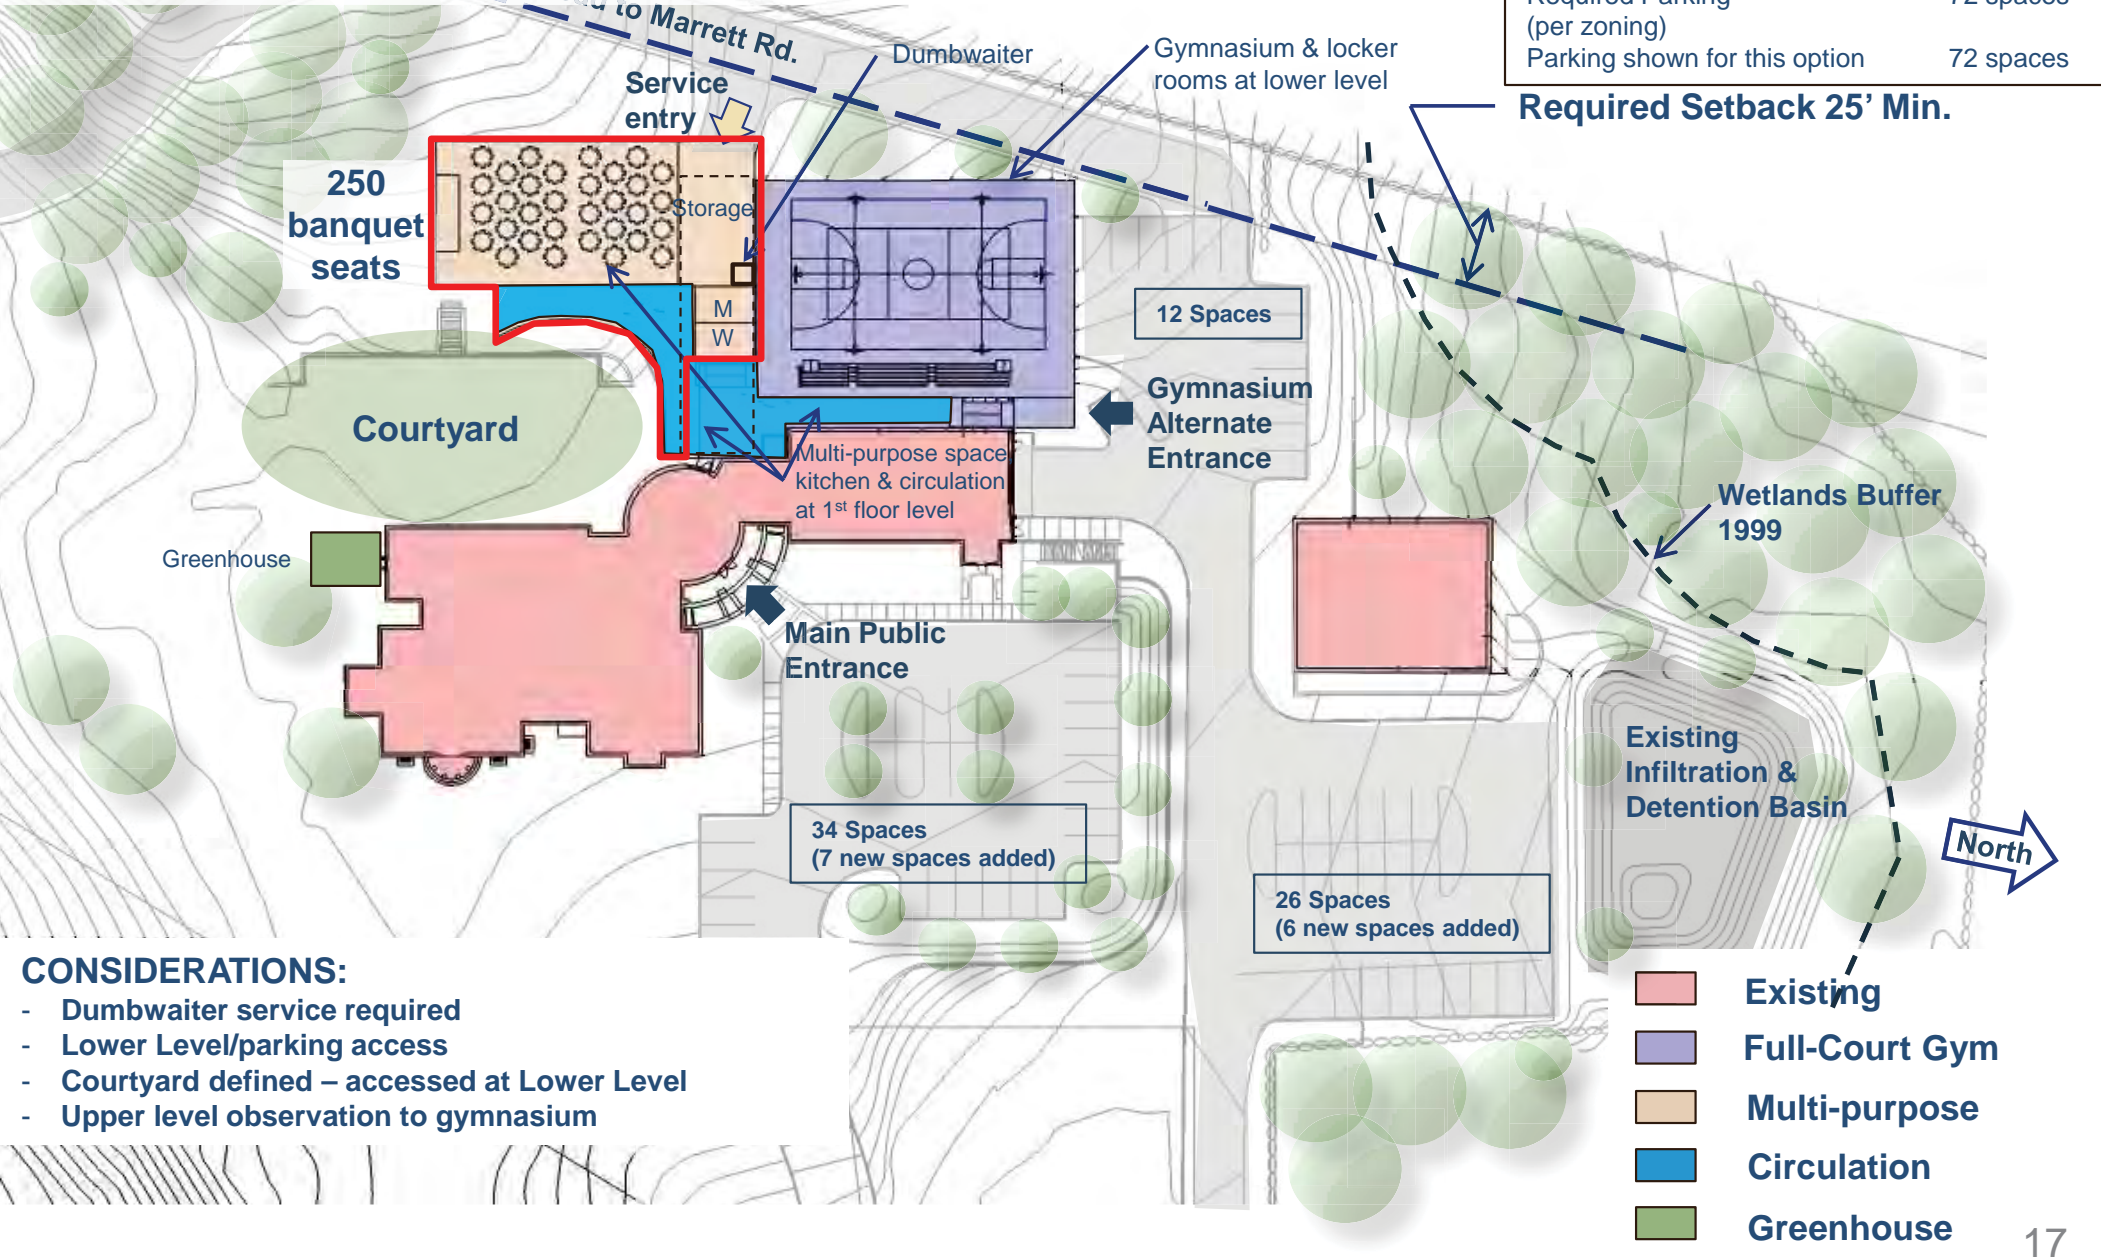 to Marrett Rd.
Required Parking 72 spaces
(per zoning)
Parking shown for this option 72 spaces
Dumbwaiter
Gymnasium & locker
rooms at lower level
Service
entry
Required Setback 25’ Min.
250
banquet
seats
Storage
M
W
12 Spaces
Courtyard
Gymnasium
Alternate
Entrance
Multi-purpose space
kitchen & circulation
at 1st floor level
Wetlands Buffer
1999
Greenhouse
Main Public
Entrance
Existing
Infiltration &
Detention Basin
34 Spaces
(7 new spaces added)
North
26 Spaces
(6 new spaces added)
CONSIDERATIONS:
- Dumbwaiter service required
- Lower Level/parking access
- Courtyard defined – accessed at Lower Level
- Upper level observation to gymnasium
Existing
Full-Court Gym
Multi-purpose
Circulation
Greenhouse
17